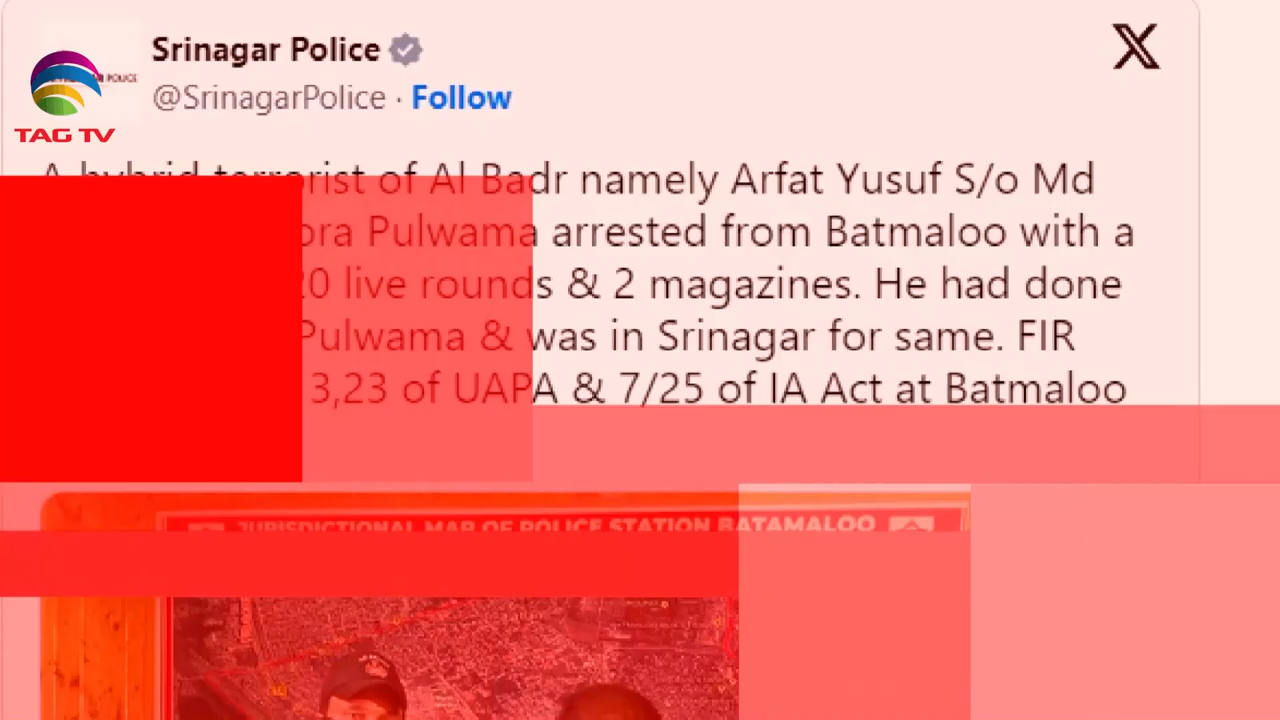 Srinagar Police
@SrinagarPolice · Follow
POLICE
TAG TV
A hybrid terrorist of Al Badr namely Arfat Yusuf S/o Md
Pulwama arrested from Batmaloo with a
20 live rounds & 2 magazines. He had done
Pulwama & was in Srinagar for same. FIR
3,23 of UAPA & 7/25 of IA Act at Batmaloo
JURISDICTIONAL MAP OF POLICE STATION BATAMALOO